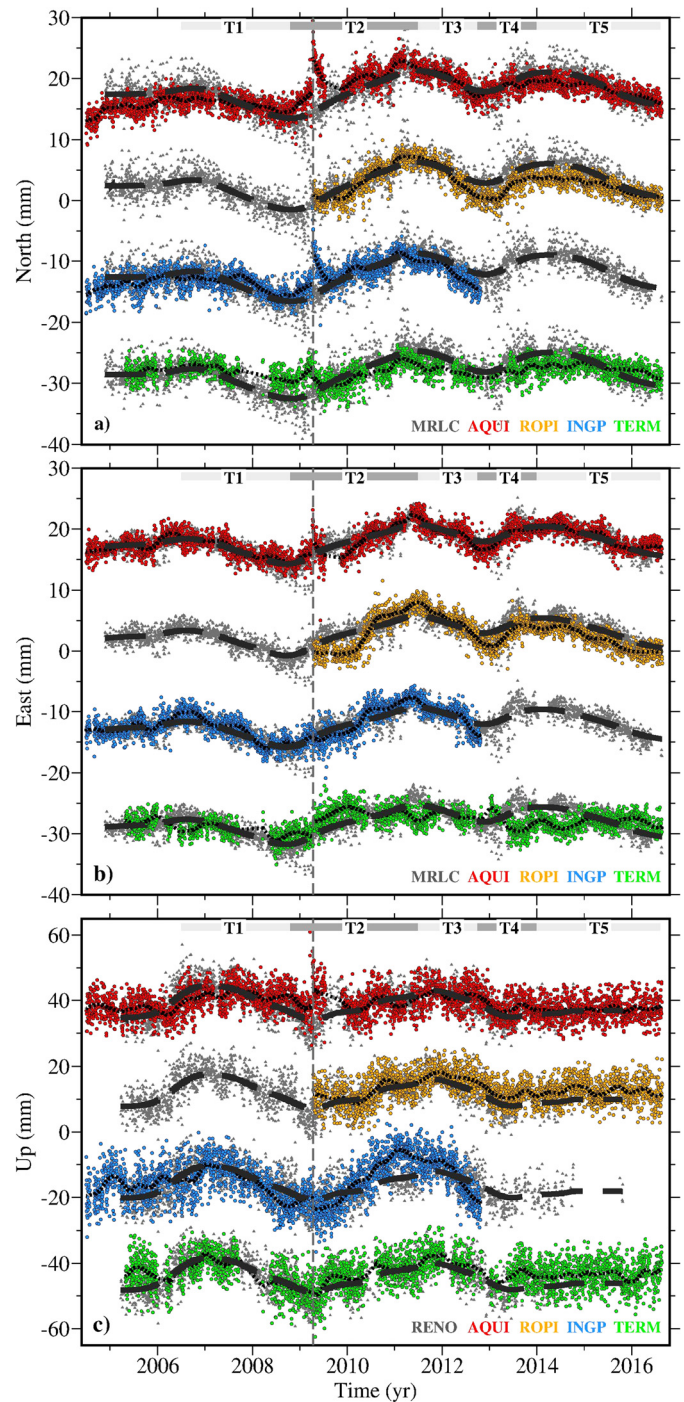 30
T1 T2 T3 T4 T5
20
10
0
-10
-20
-30
-40
North (mm)
a)
MRLC AQUI ROPI INGP TERM
30
T1 T2 T3 T4 T5
20
10
0
-10
-20
-30
-40
East (mm)
b)
MRLC AQUI ROPI INGP TERM
60
T1 T2 T3 T4 T5
40
20
0
-20
-40
-60
Up (mm)
c)
RENO AQUI ROPI INGP TERM
2006 2008 2010 2012 2014 2016
Time (yr)